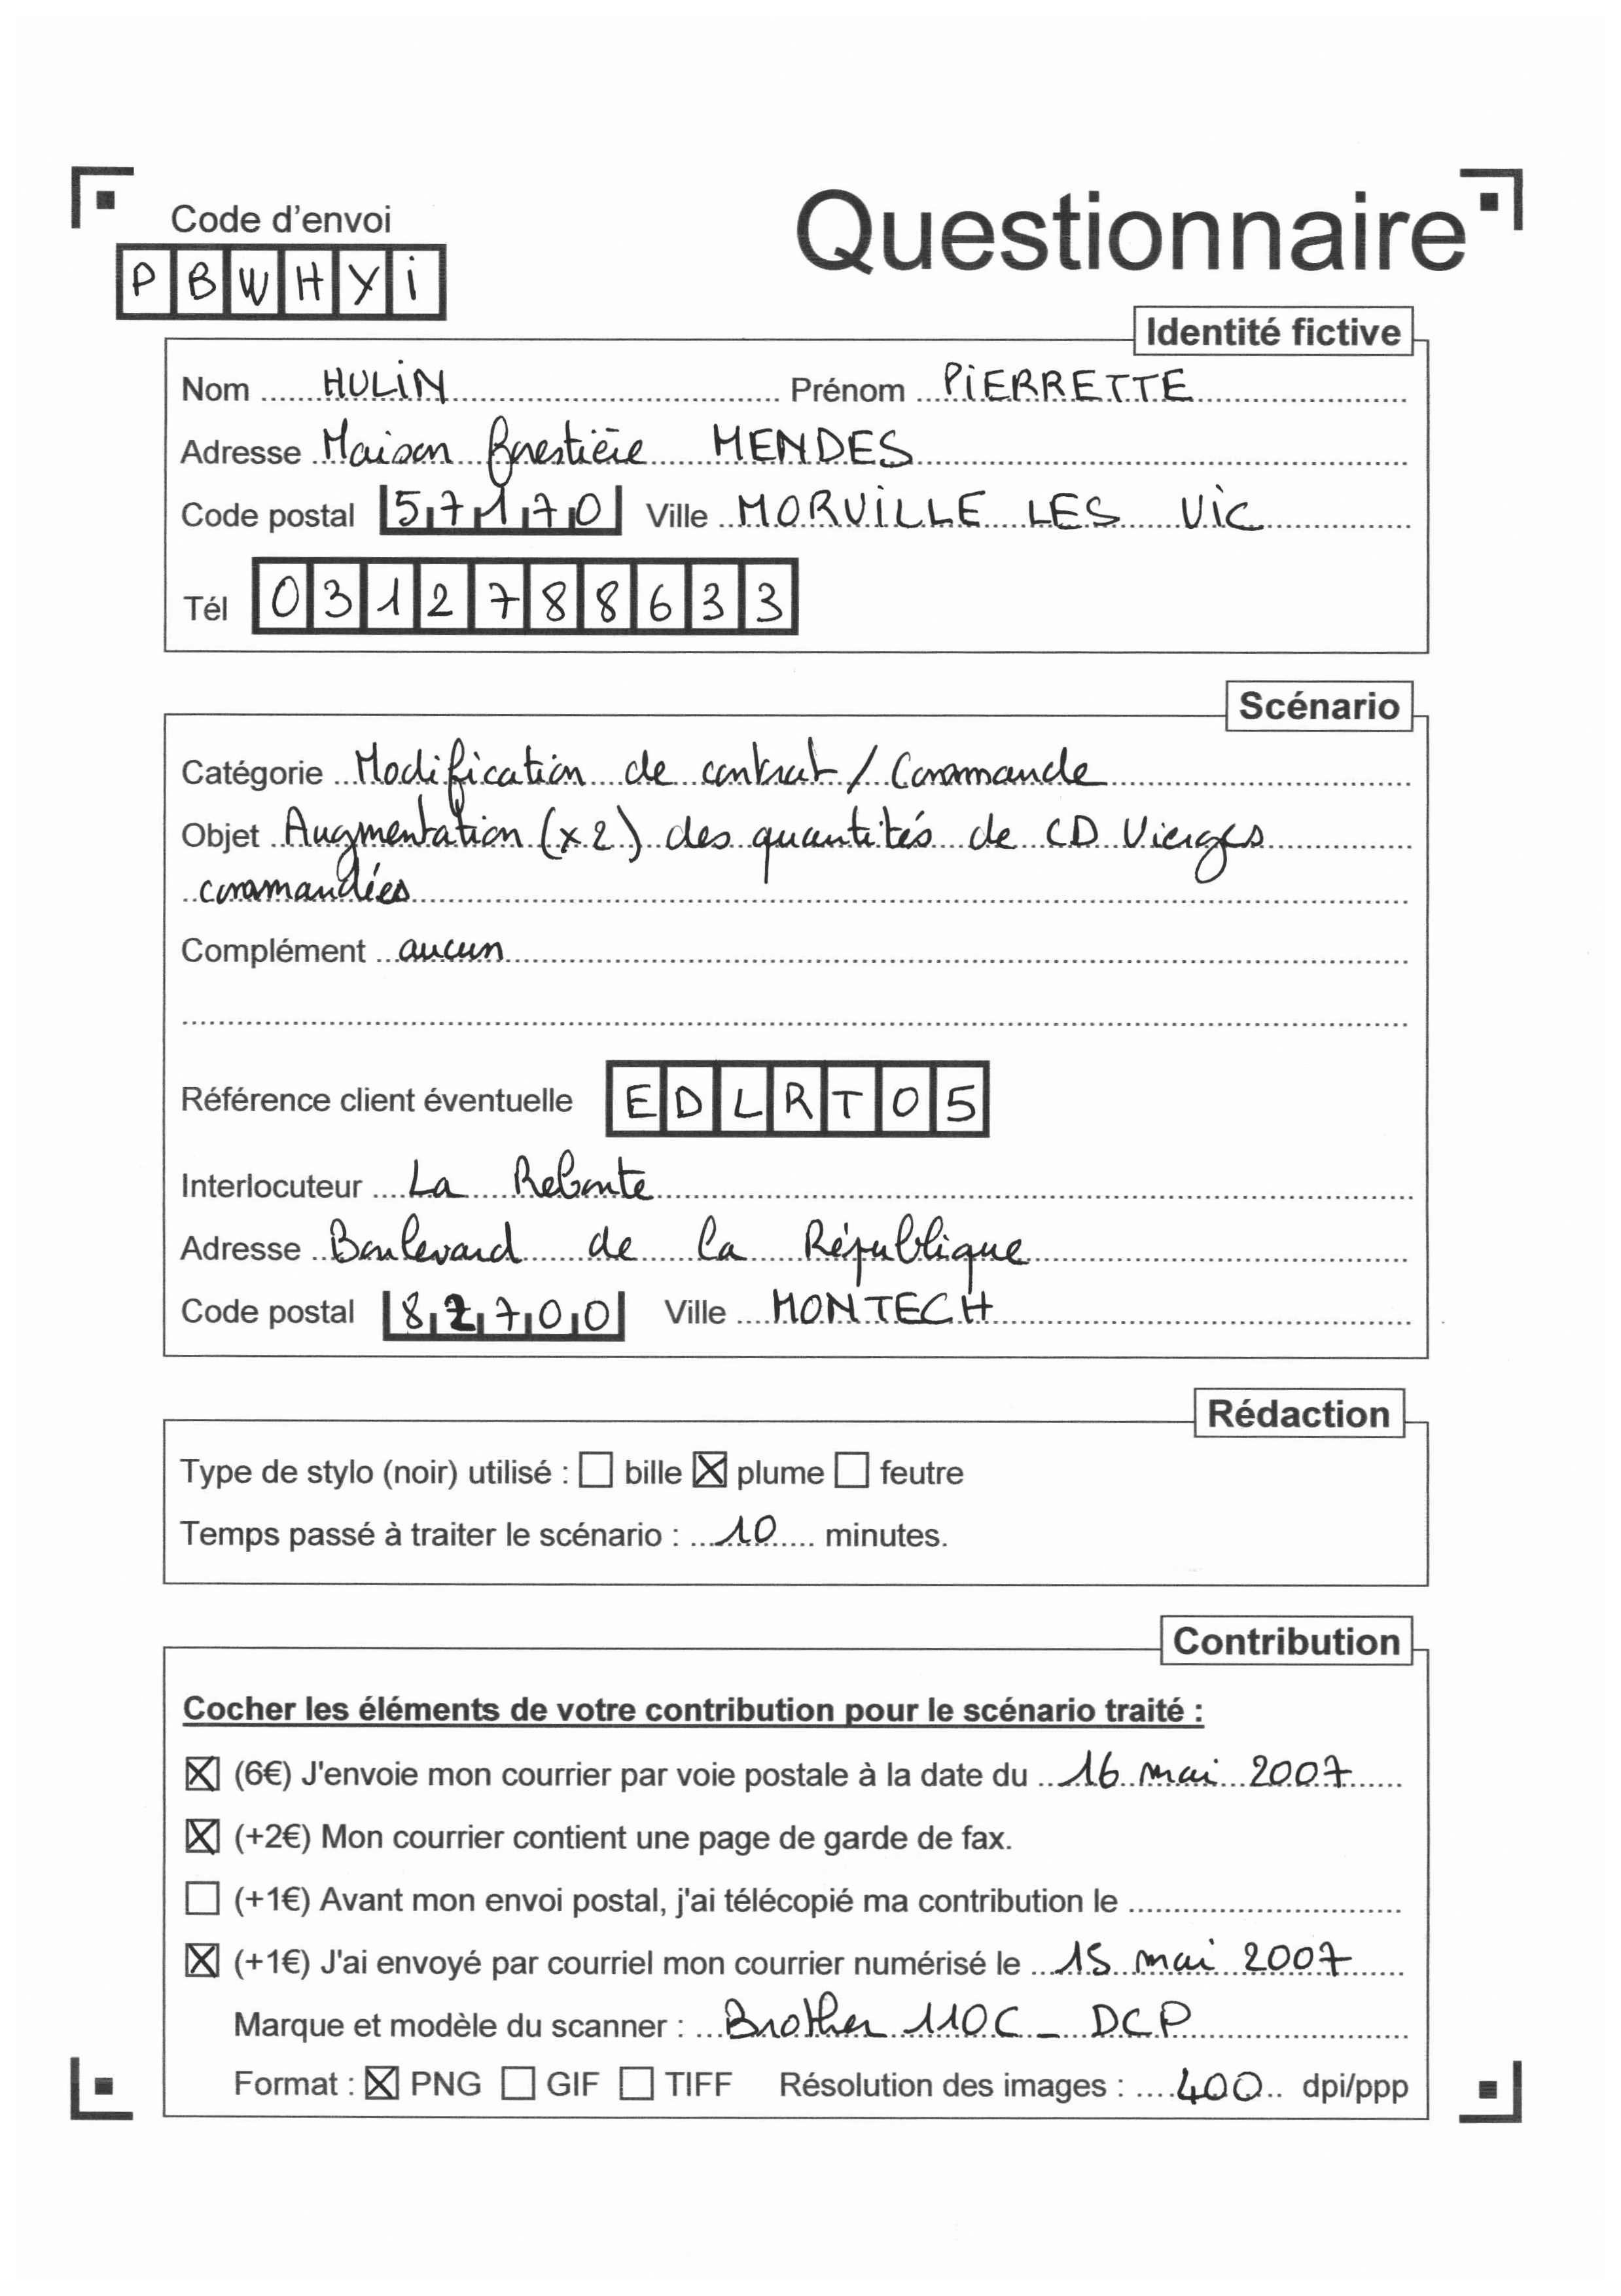 Questionnaire
Code d'envoi
PBWHYi
Identité fictive
Nom HULiN Prénom PiERRETTE
Adresse Maison forestière MENDES
Code postal 57170 Ville MORViLLE LES ViC
Tél 0312788633
Scénario
Catégorie Modification de contrat / Commande
Objet Augmentation (x2) des quantités de CD Vierges
commandées
Complément aucun
Référence client éventuelle EDLRT05
Interlocuteur La Reboute
Adresse Boulevard de la République
Code postal 82700 Ville MONTECH
Rédaction
Type de stylo (noir) utilisé : ☐ bille ☒ plume ☐ feutre
Temps passé à traiter le scénario : 10 minutes.
Contribution
Cocher les éléments de votre contribution pour le scénario traité :
☒ (6€) J'envoie mon courrier par voie postale à la date du 16 mai 2007
☒ (+2€) Mon courrier contient une page de garde de fax.
☐ (+1€) Avant mon envoi postal, j'ai télécopié ma contribution le
☒ (+1€) J'ai envoyé par courriel mon courrier numérisé le 15 mai 2007
Marque et modèle du scanner : Brother 110C - DCP
Format : ☒ PNG ☐ GIF ☐ TIFF Résolution des images : 400 dpi/ppp